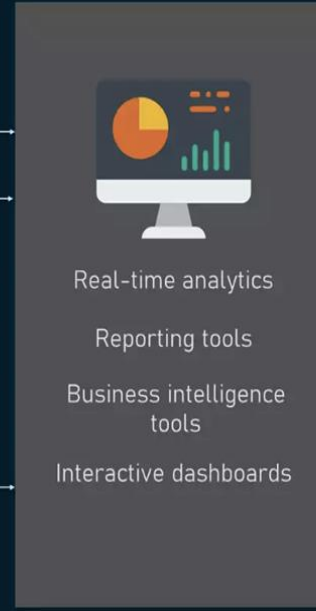 Real-time analytics
Reporting tools
Business intelligence
tools
Interactive dashboards